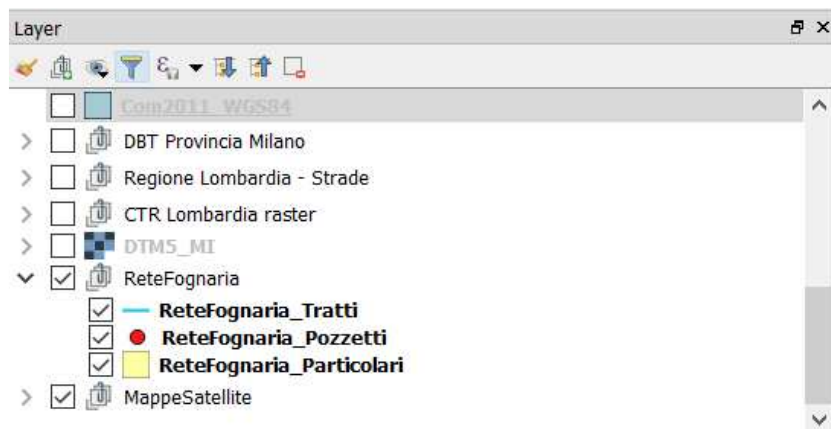 Layer
Com2011_WGS84
DBT Provincia Milano
Regione Lombardia - Strade
CTR Lombardia raster
DTM5_MI
ReteFognaria
ReteFognaria_Tratti
ReteFognaria_Pozzetti
ReteFognaria_Particolari
MappeSatellite